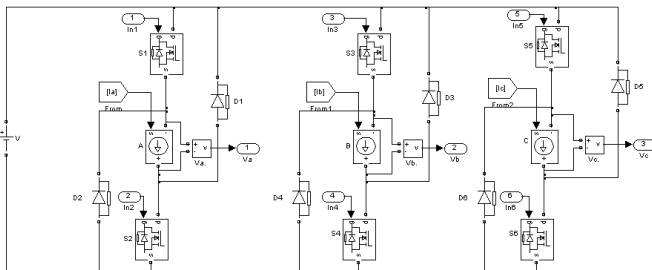 1
In1
S1
3
In3
S3
5
In5
S5
[Ia]
From
[Ib]
From1
[Ic]
From2
D1
D3
D5
V
A
v
Va.
1
Va
B
v
Vb.
2
Vb
C
v
Vc.
3
Vc
D2
2
In2
S2
D4
4
In4
S4
D6
6
In6
S6